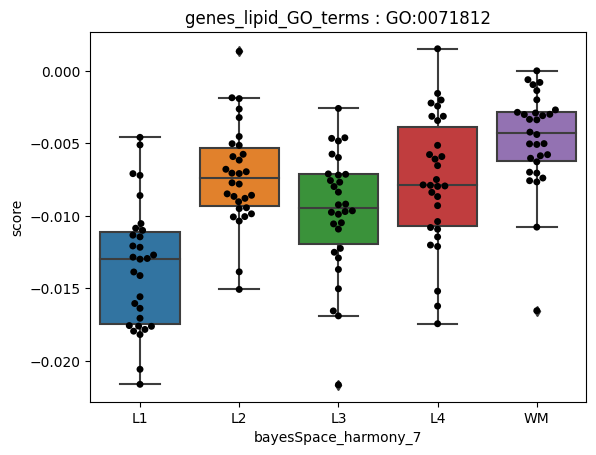 genes_lipid_GO_terms : GO:0071812
0.000
−0.005
−0.010
−0.015
−0.020
score
L1 L2 L3 L4 WM
bayesSpace_harmony_7